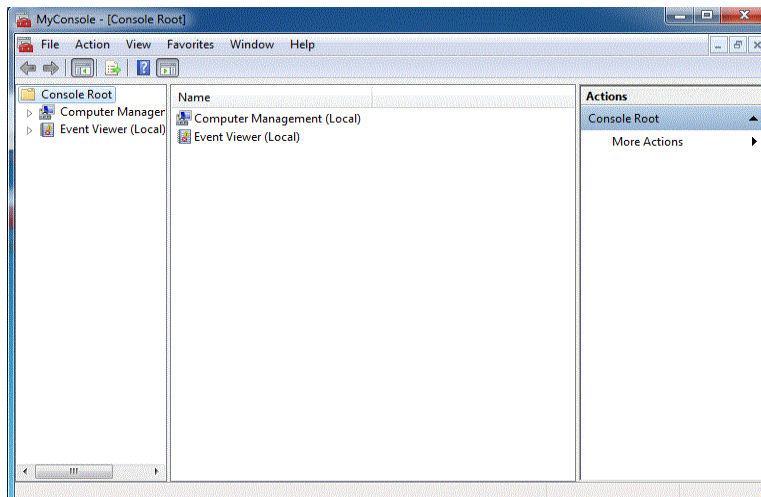 MyConsole - [Console Root]
File Action View Favorites Window Help
Console Root
Computer Manager
Event Viewer (Local)
Name
Computer Management (Local)
Event Viewer (Local)
Actions
Console Root
More Actions